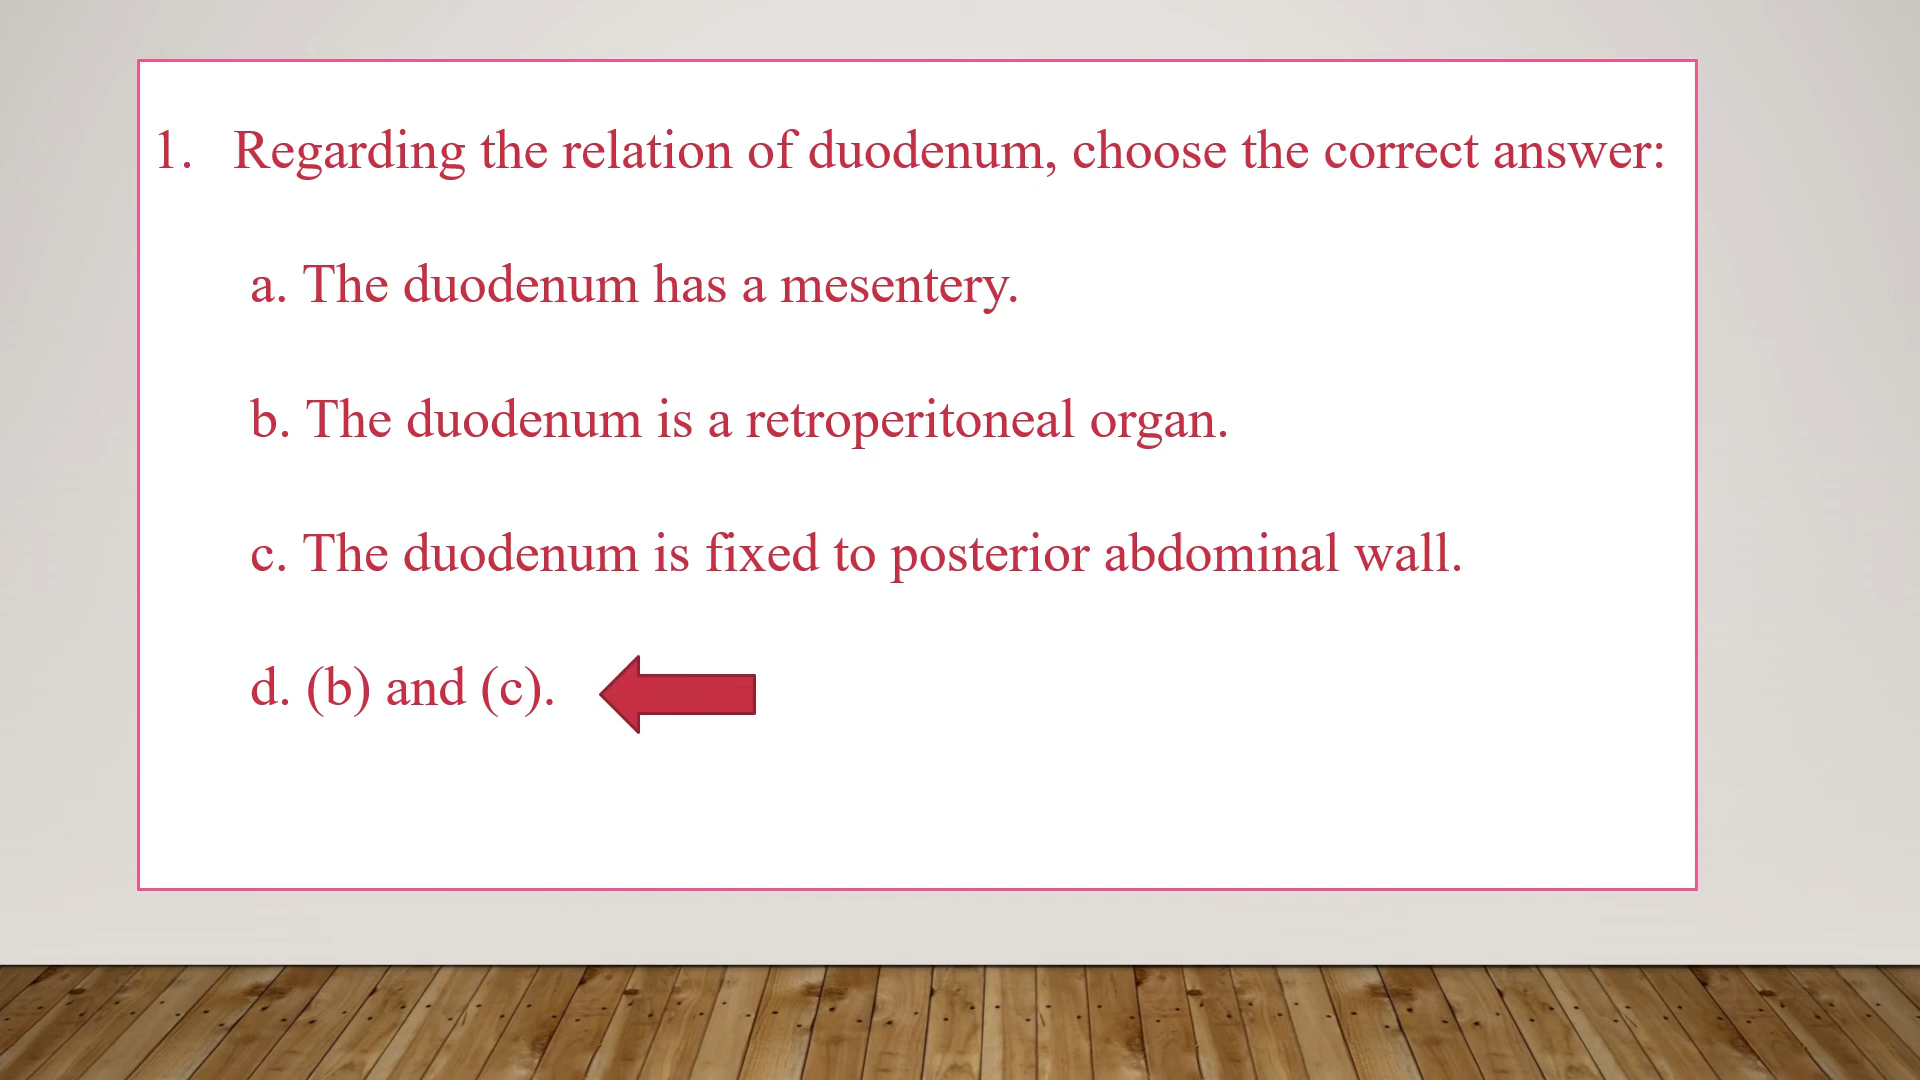 1. Regarding the relation of duodenum, choose the correct answer:
a. The duodenum has a mesentery.
b. The duodenum is a retroperitoneal organ.
c. The duodenum is fixed to posterior abdominal wall.
d. (b) and (c).